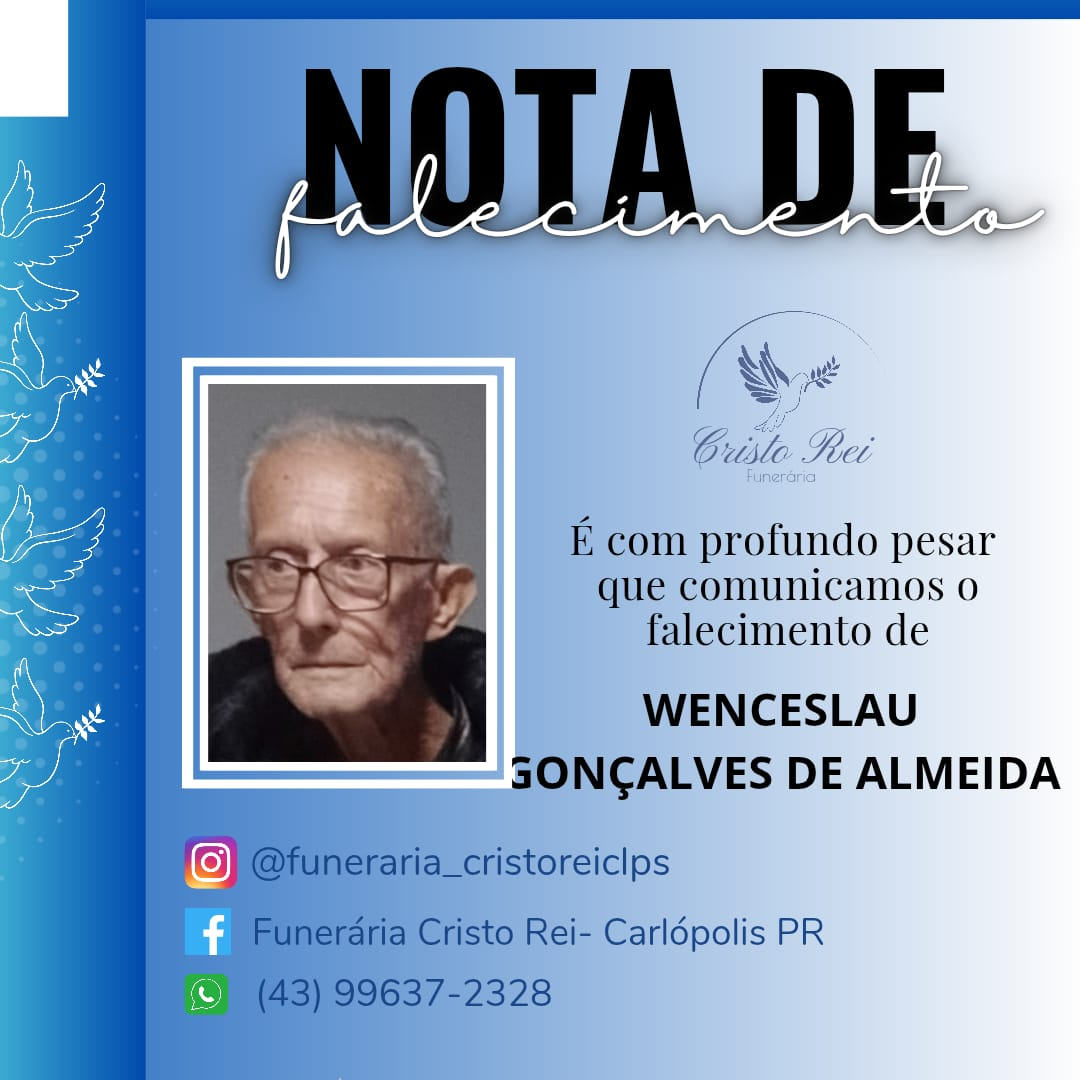 NOTA DE
falecimento
Cristo Rei
Funerária
É com profundo pesar
que comunicamos o
falecimento de
WENCESLAU
GONÇALVES DE ALMEIDA
@funeraria_cristoreiclps
Funerária Cristo Rei- Carlópolis PR
(43) 99637-2328